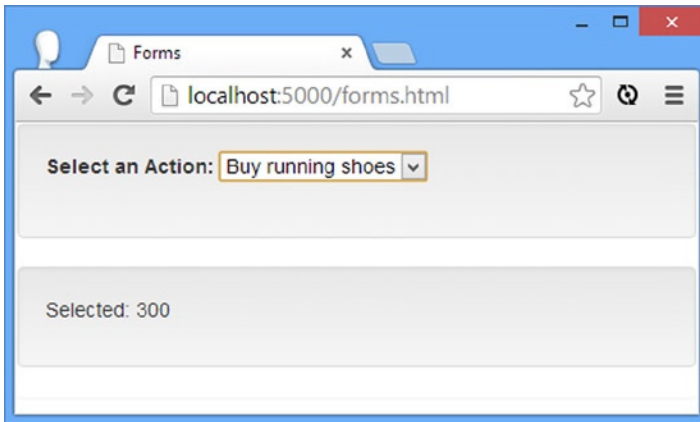 Forms
localhost:5000/forms.html
Select an Action: Buy running shoes
Selected: 300